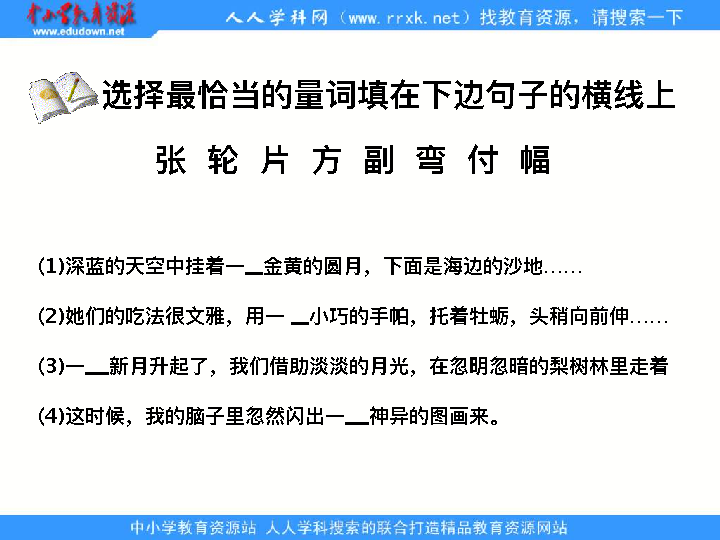 中小学教育资源
www.edudown.net
人人学科网（www.rrxk.net）找教育资源，请搜索一下
选择最恰当的量词填在下边句子的横线上
张 轮 片 方 副 弯 付 幅
(1)深蓝的天空中挂着一__金黄的圆月，下面是海边的沙地……
(2)她们的吃法很文雅，用一 __小巧的手帕，托着牡蛎，头稍向前伸……
(3)一__新月升起了，我们借助淡淡的月光，在忽明忽暗的梨树林里走着
(4)这时候，我的脑子里忽然闪出一__神异的图画来。
中小学教育资源站 人人学科搜索的联合打造精品教育资源网站